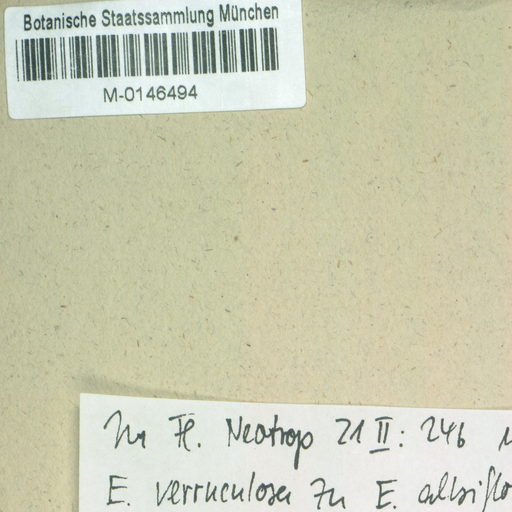 Botanische Staatssammlung München
M-0146494
In Fl. Neotrop 21 II: 246
E. verruculosa zu E. albiflo